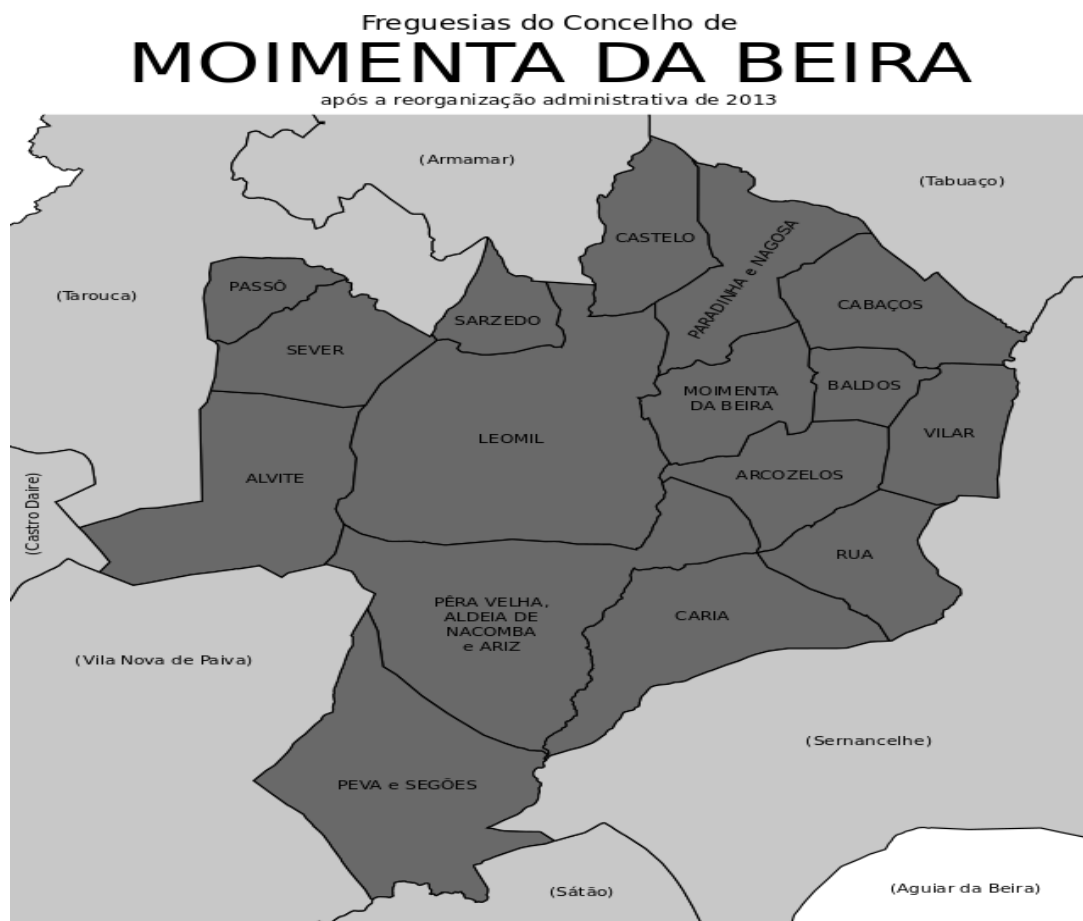 Freguesias do Concelho de
MOIMENTA DA BEIRA
após a reorganização administrativa de 2013
(Armamar)
(Tabuaço)
CASTELO
PARADINHA e NAGOSA
PASSÔ
(Tarouca)
CABAÇOS
SARZEDO
SEVER
BALDOS
MOIMENTA
DA BEIRA
VILAR
LEOMIL
ALVITE
ARCOZELOS
(Castro Daire)
RUA
PÊRA VELHA,
ALDEIA DE
NACOMBA
e ARIZ
CARIA
(Vila Nova de Paiva)
(Sernancelhe)
PEVA e SEGÕES
(Sátão)
(Aguiar da Beira)